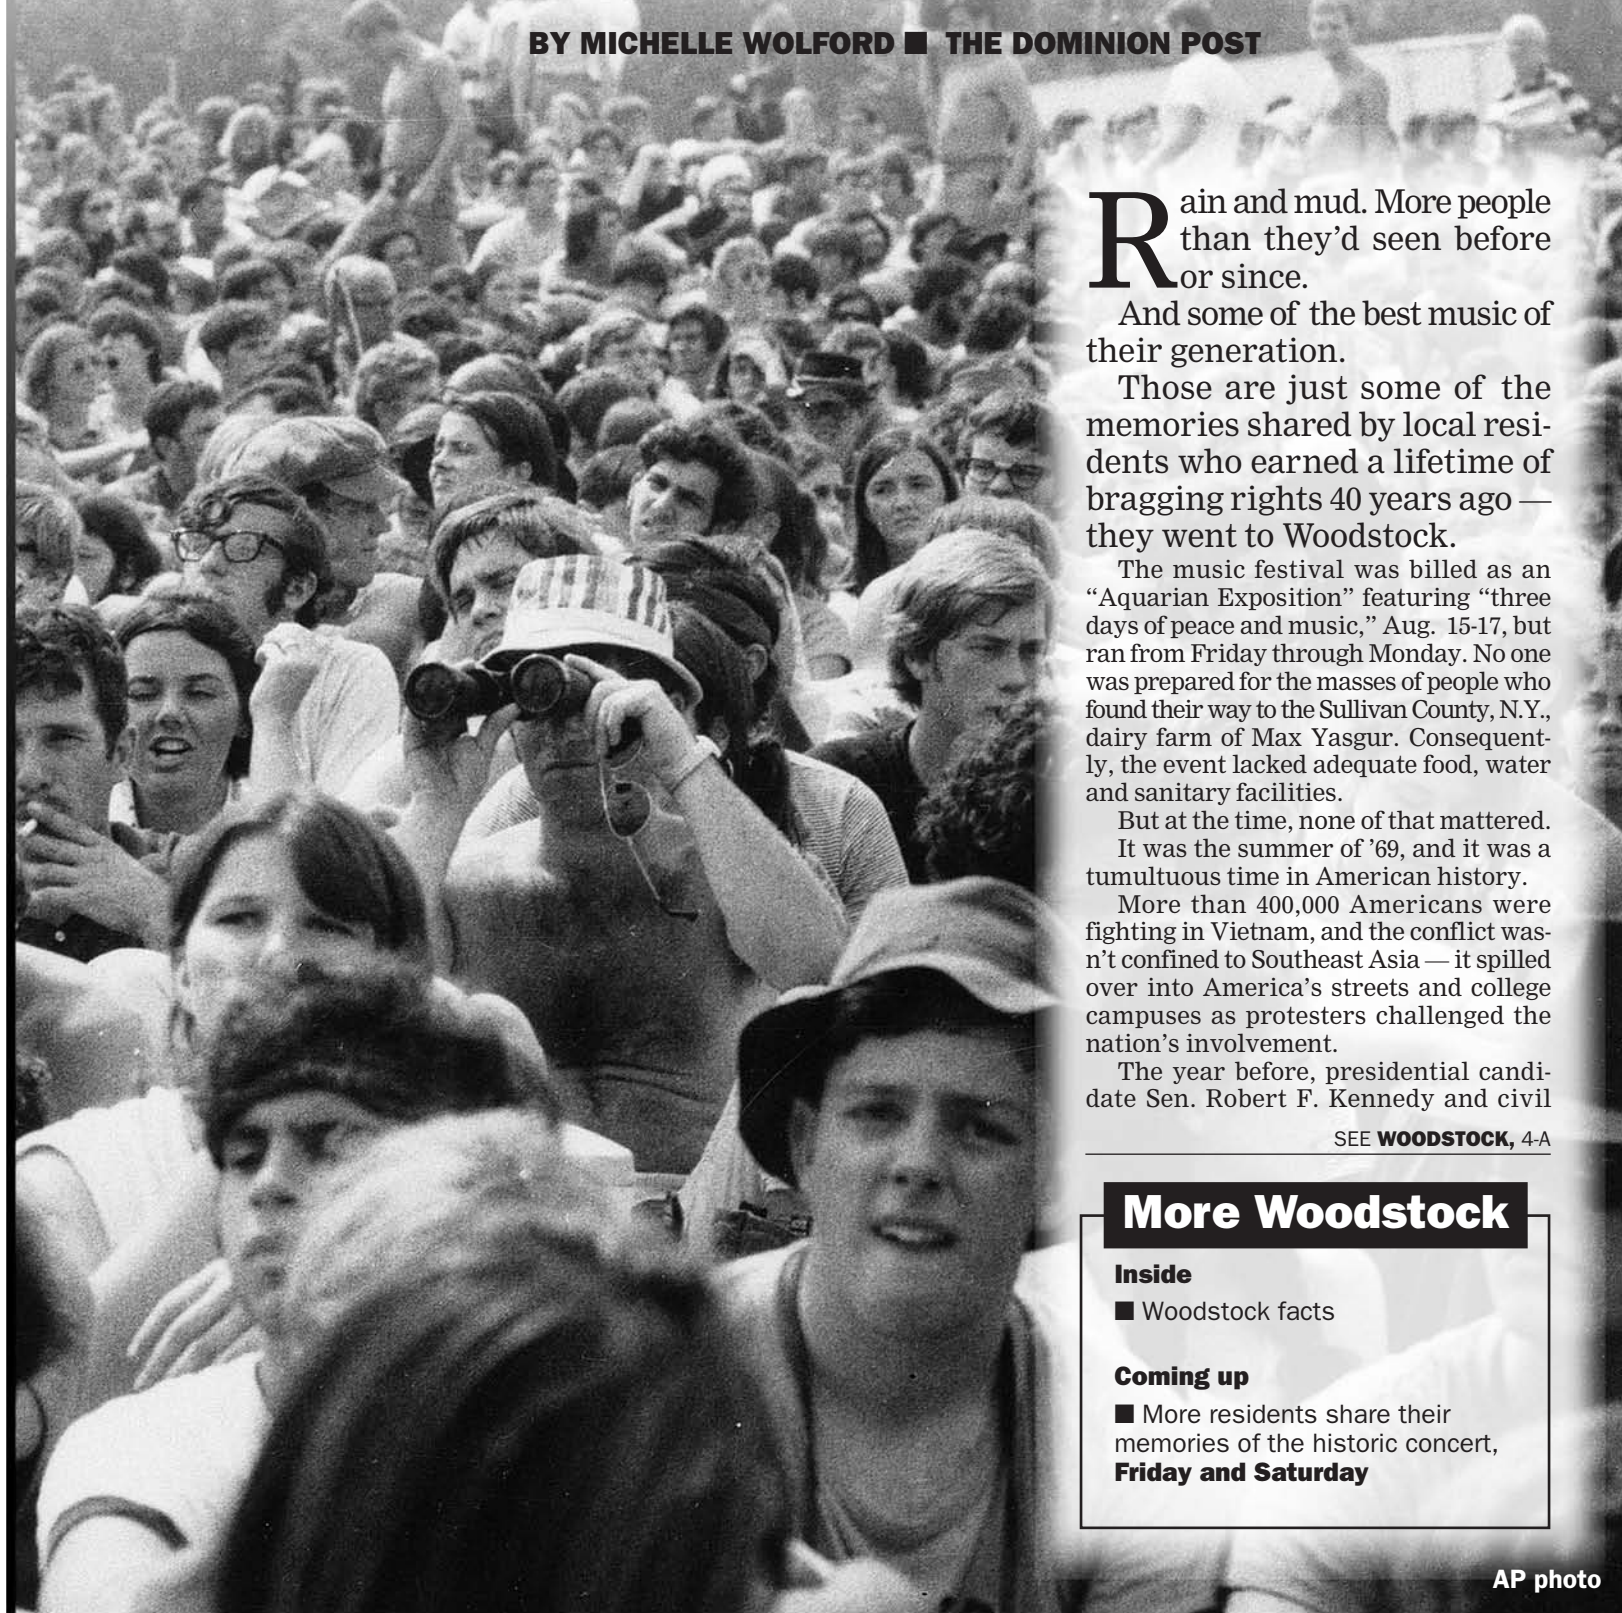 BY MICHELLE WOLFORD ■ THE DOMINION POST
Rain and mud. More people
than they’d seen before
or since.
And some of the best music of
their generation.
Those are just some of the
memories shared by local resi-
dents who earned a lifetime of
bragging rights 40 years ago —
they went to Woodstock.
The music festival was billed as an
“Aquarian Exposition” featuring “three
days of peace and music,” Aug. 15-17, but
ran from Friday through Monday. No one
was prepared for the masses of people who
found their way to the Sullivan County, N.Y.,
dairy farm of Max Yasgur. Consequent-
ly, the event lacked adequate food, water
and sanitary facilities.
But at the time, none of that mattered.
It was the summer of ’69, and it was a
tumultuous time in American history.
More than 400,000 Americans were
fighting in Vietnam, and the conflict was-
n’t confined to Southeast Asia — it spilled
over into America’s streets and college
campuses as protesters challenged the
nation’s involvement.
The year before, presidential candi-
date Sen. Robert F. Kennedy and civil
SEE WOODSTOCK, 4-A
More Woodstock
Inside
■ Woodstock facts
Coming up
■ More residents share their
memories of the historic concert,
Friday and Saturday
AP photo